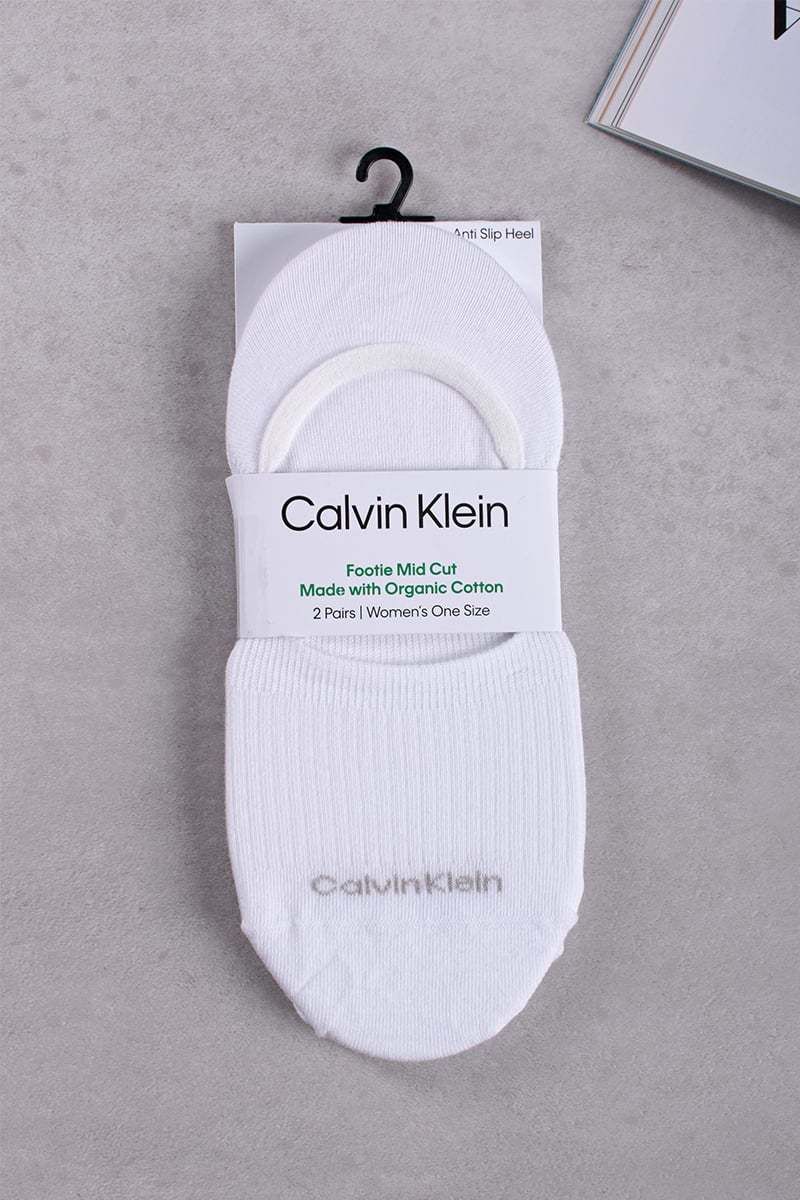 Anti Slip Heel
Calvin Klein
Footie Mid Cut
Made with Organic Cotton
2 Pairs | Women's One Size
CalvinKlein